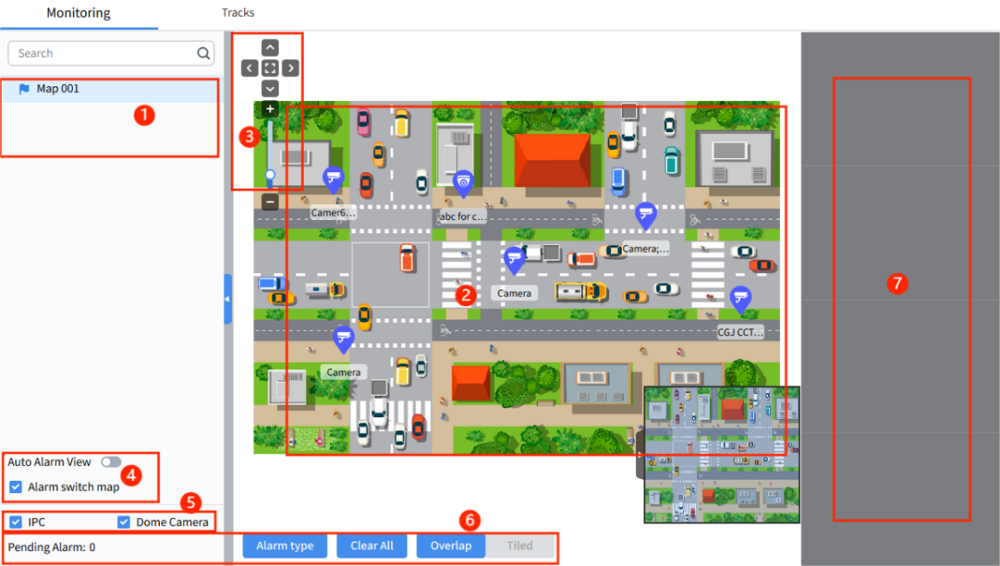 Monitoring
Tracks
Search
Map 001
1
3
Camer6...
abc for c...
Camera;...
2
Camera
CGJ CCT...
Camera
7
Auto Alarm View
4
Alarm switch map
5
IPC
Dome Camera
6
Pending Alarm: 0
Alarm type
Clear All
Overlap
Tiled